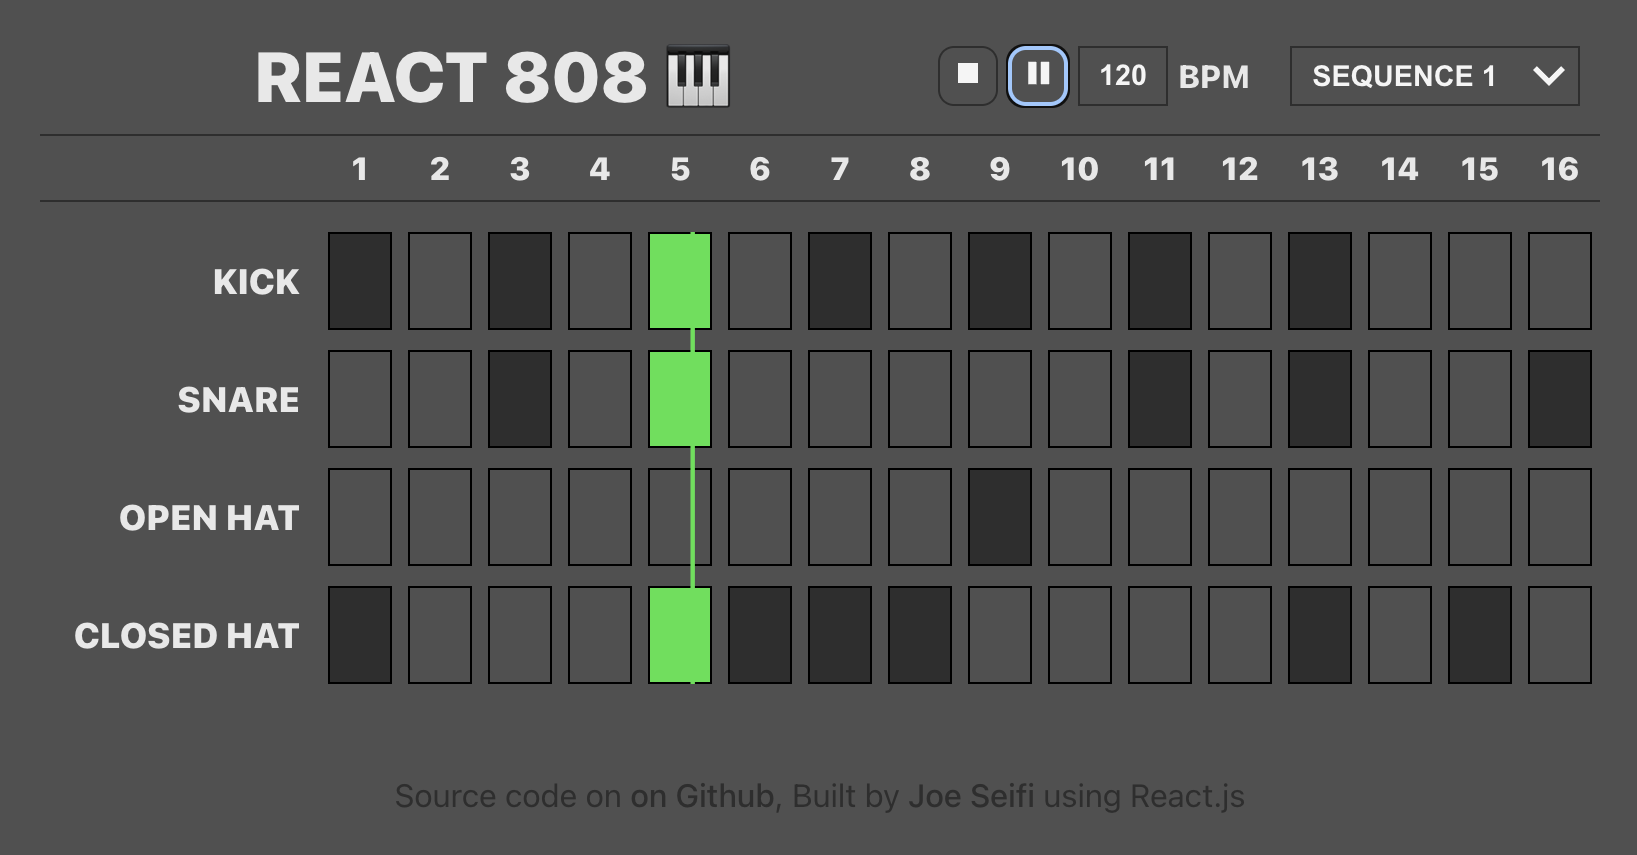 REACT 808
120 BPM SEQUENCE 1
1 2 3 4 5 6 7 8 9 10 11 12 13 14 15 16
KICK
SNARE
OPEN HAT
CLOSED HAT
Source code on on Github, Built by Joe Seifi using React.js